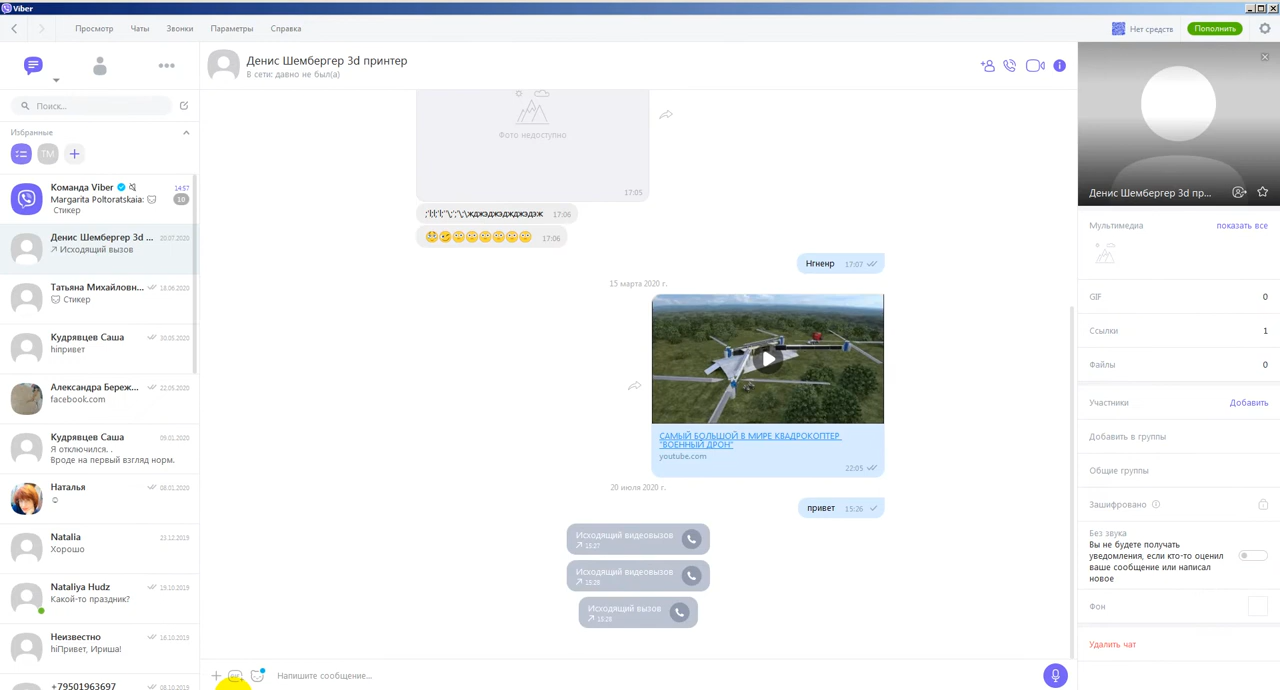 Viber
Просмотр Чаты Звонки Параметры Справка
Нет средств Пополнить
Поиск...
Избранные
TM
Команда Viber 14:57
Margarita Poltoratskaia: 10
Стикер
Денис Шембергер 3d ... 20.07.2020
Исходящий вызов
Татьяна Михайловн... 18.06.2020
Стикер
Кудрявцев Саша 30.05.2020
hiпривет
Александра Береж... 22.05.2020
facebook.com
Кудрявцев Саша 09.01.2020
Я отключился. .
Вроде на первый взгляд норм.
Наталья 08.01.2020
Natalia 23.12.2019
Хорошо
Nataliya Hudz 19.10.2019
Какой-то праздник?
Неизвестно 16.10.2019
hiПривет, Ириша!
+79501963697 08.10.2019
Денис Шембергер 3d принтер
В сети: давно не был(а)
Фото недоступно
17:05
17:06
17:06
Нгненр 17:07
15 марта 2020 г.
САМЫЙ БОЛЬШОЙ В МИРЕ КВАДРОКОПТЕР
"ВОЕННЫЙ ДРОН"
youtube.com
22:05
20 июля 2020 г.
привет 15:26
Исходящий видеовызов
15:27
Исходящий видеовызов
15:28
Исходящий вызов
15:28
Напишите сообщение...
Денис Шембергер 3d пр...
Мультимедиа показать все
GIF 0
Ссылки 1
Файлы 0
Участники Добавить
Добавить в группы
Общие группы
Зашифровано
Без звука
Вы не будете получать
уведомления, если кто-то оценил
ваше сообщение или написал
новое
Фон
Удалить чат